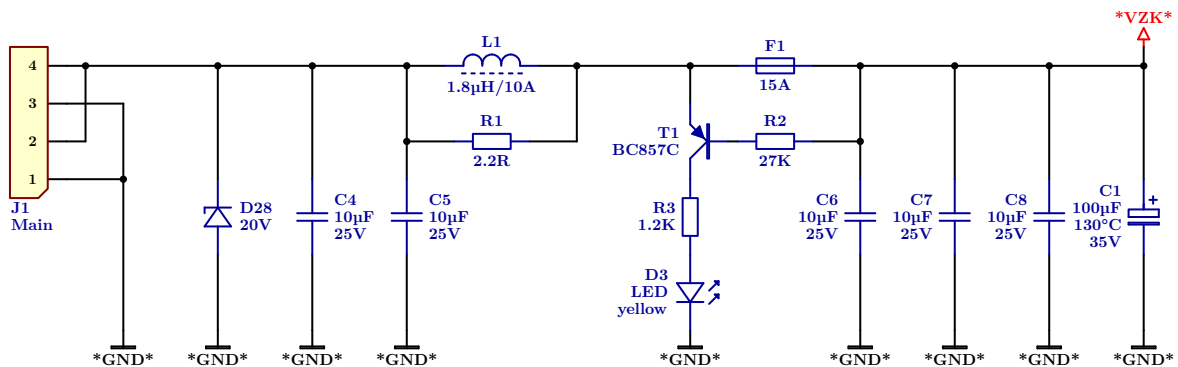 *VZK*
L1
F1
4
1.8µH/10A
15A
3
R1
R2
T1
BC857C
2
2.2R
27K
1
J1
Main
D28
20V
C4
10µF
25V
C5
10µF
25V
R3
1.2K
C6
10µF
25V
C7
10µF
25V
C8
10µF
25V
C1
100µF
130°C
35V
+
D3
LED
yellow
*GND*
*GND*
*GND*
*GND*
*GND*
*GND*
*GND*
*GND*
*GND*